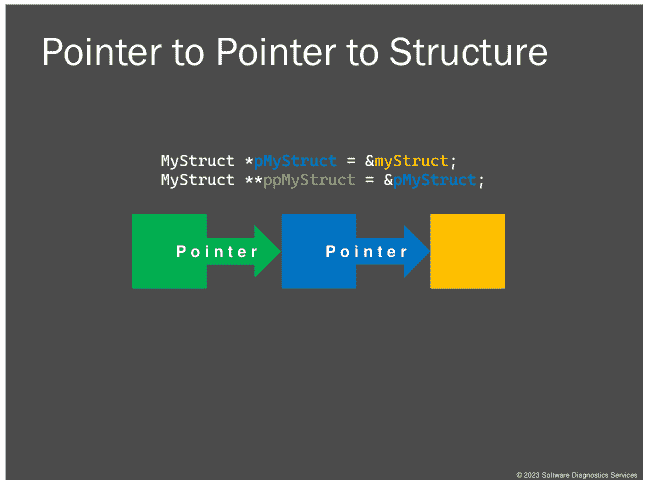 Pointer to Pointer to Structure
MyStruct *pMyStruct = &myStruct;
MyStruct **ppMyStruct = &pMyStruct;
Pointer Pointer
© 2023 Software Diagnostics Services